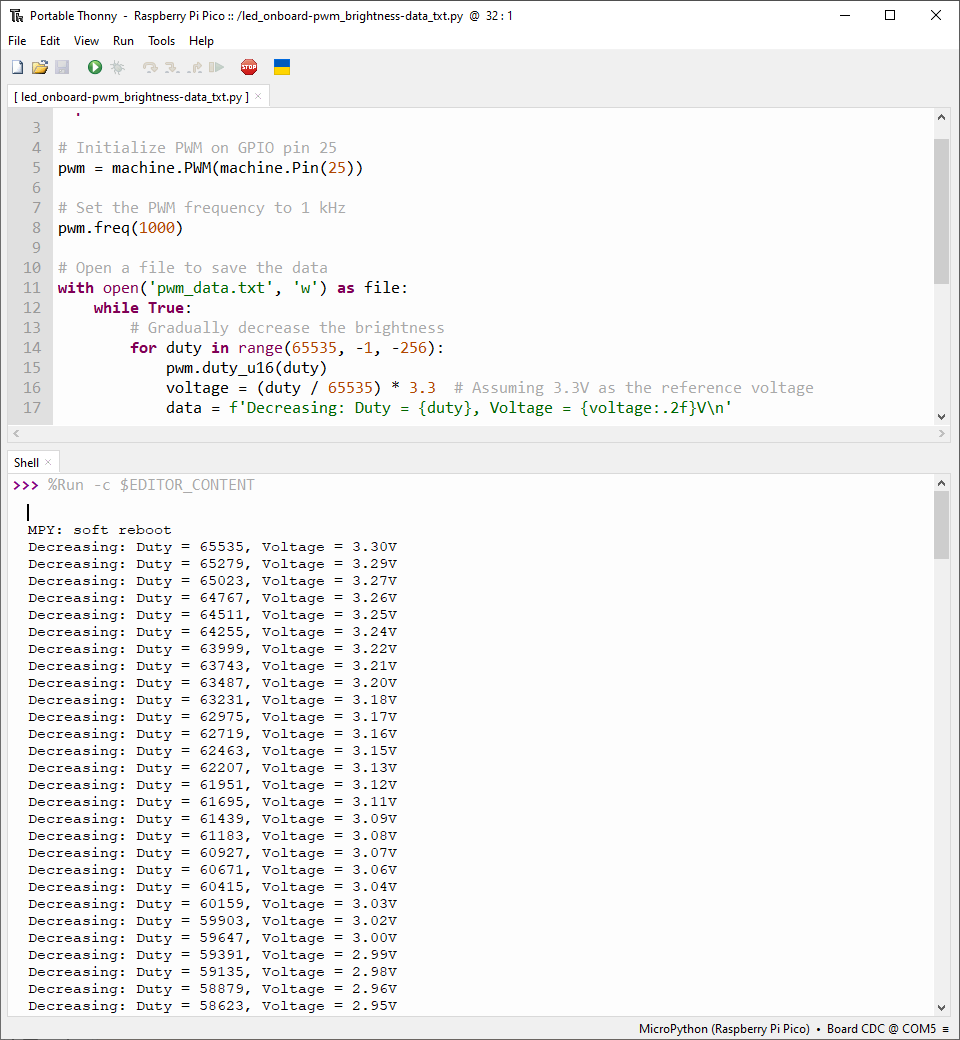 Portable Thonny - Raspberry Pi Pico :: /led_onboard-pwm_brightness-data_txt.py @ 32 : 1
File Edit View Run Tools Help
STOP
[ led_onboard-pwm_brightness-data_txt.py ] ×
3
4 # Initialize PWM on GPIO pin 25
5 pwm = machine.PWM(machine.Pin(25))
6
7 # Set the PWM frequency to 1 kHz
8 pwm.freq(1000)
9
10 # Open a file to save the data
11 with open('pwm_data.txt', 'w') as file:
12     while True:
13         # Gradually decrease the brightness
14         for duty in range(65535, -1, -256):
15             pwm.duty_u16(duty)
16             voltage = (duty / 65535) * 3.3  # Assuming 3.3V as the reference voltage
17             data = f'Decreasing: Duty = {duty}, Voltage = {voltage:.2f}V\n'
Shell ×
>>> %Run -c $EDITOR_CONTENT
MPY: soft reboot
Decreasing: Duty = 65535, Voltage = 3.30V
Decreasing: Duty = 65279, Voltage = 3.29V
Decreasing: Duty = 65023, Voltage = 3.27V
Decreasing: Duty = 64767, Voltage = 3.26V
Decreasing: Duty = 64511, Voltage = 3.25V
Decreasing: Duty = 64255, Voltage = 3.24V
Decreasing: Duty = 63999, Voltage = 3.22V
Decreasing: Duty = 63743, Voltage = 3.21V
Decreasing: Duty = 63487, Voltage = 3.20V
Decreasing: Duty = 63231, Voltage = 3.18V
Decreasing: Duty = 62975, Voltage = 3.17V
Decreasing: Duty = 62719, Voltage = 3.16V
Decreasing: Duty = 62463, Voltage = 3.15V
Decreasing: Duty = 62207, Voltage = 3.13V
Decreasing: Duty = 61951, Voltage = 3.12V
Decreasing: Duty = 61695, Voltage = 3.11V
Decreasing: Duty = 61439, Voltage = 3.09V
Decreasing: Duty = 61183, Voltage = 3.08V
Decreasing: Duty = 60927, Voltage = 3.07V
Decreasing: Duty = 60671, Voltage = 3.06V
Decreasing: Duty = 60415, Voltage = 3.04V
Decreasing: Duty = 60159, Voltage = 3.03V
Decreasing: Duty = 59903, Voltage = 3.02V
Decreasing: Duty = 59647, Voltage = 3.00V
Decreasing: Duty = 59391, Voltage = 2.99V
Decreasing: Duty = 59135, Voltage = 2.98V
Decreasing: Duty = 58879, Voltage = 2.96V
Decreasing: Duty = 58623, Voltage = 2.95V
MicroPython (Raspberry Pi Pico) • Board CDC @ COM5 ≡